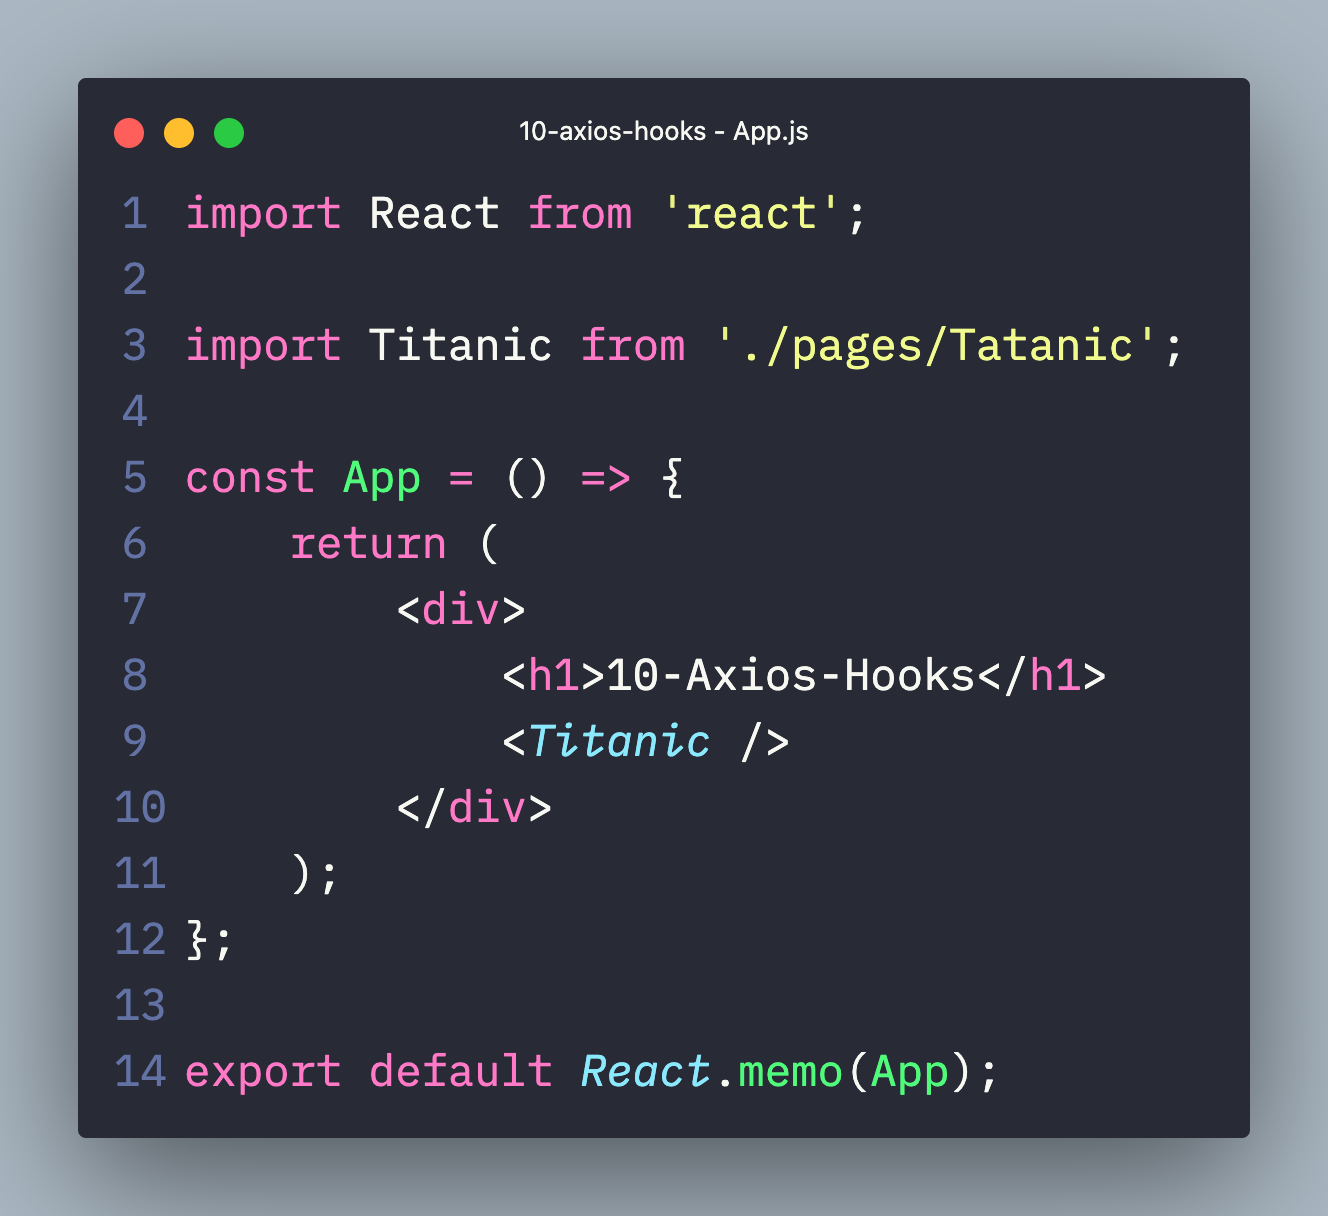 10-axios-hooks - App.js
1 import React from 'react';
2
3 import Titanic from './pages/Tatanic';
4
5 const App = () => {
6     return (
7         <div>
8             <h1>10-Axios-Hooks</h1>
9             <Titanic />
10         </div>
11     );
12 };
13
14 export default React.memo(App);